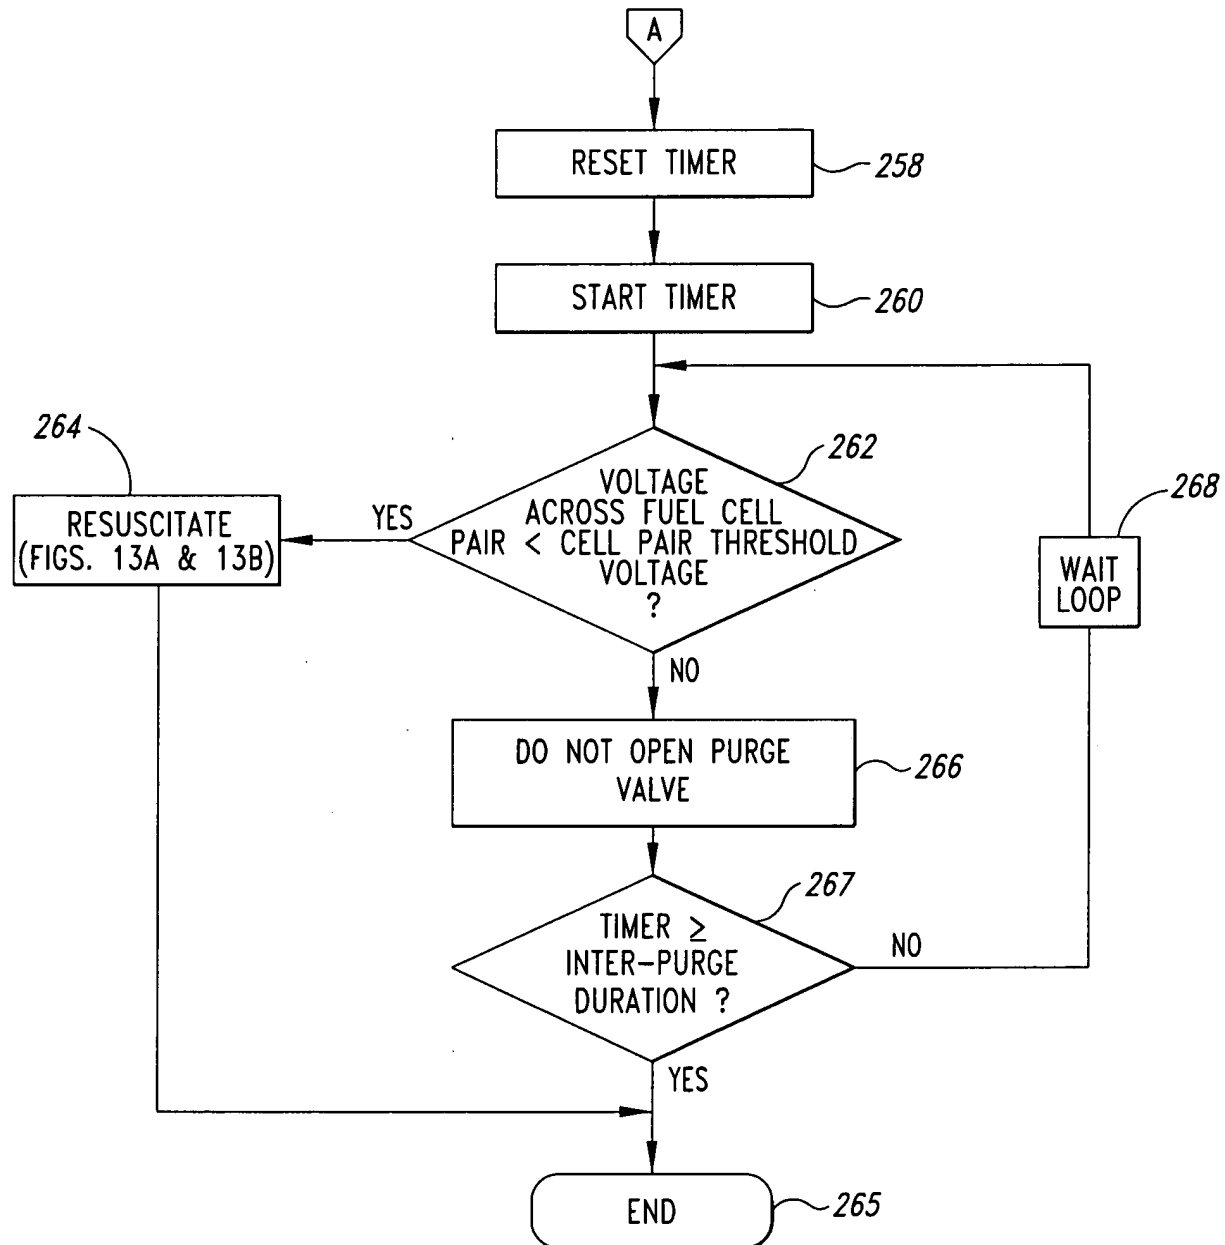 A
RESET TIMER
258
START TIMER
260
264
262
VOLTAGE
ACROSS FUEL CELL
PAIR < CELL PAIR THRESHOLD
VOLTAGE
?
YES
RESUSCITATE
(FIGS. 13A & 13B)
268
WAIT
LOOP
NO
DO NOT OPEN PURGE
VALVE
266
267
TIMER ≥
INTER-PURGE
DURATION ?
NO
YES
END
265